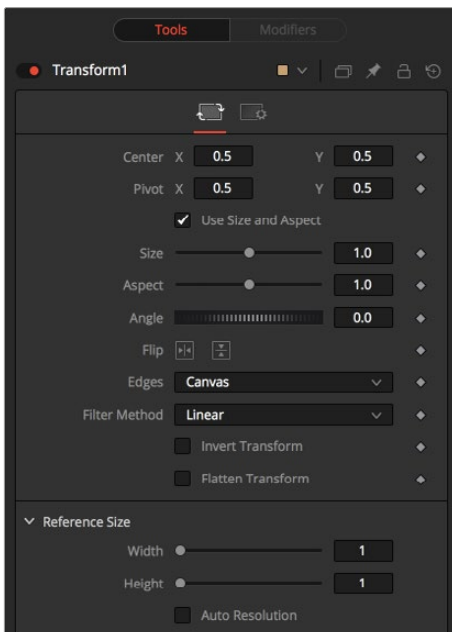 Tools Modifiers
Transform1
Center X 0.5 Y 0.5
Pivot X 0.5 Y 0.5
Use Size and Aspect
Size 1.0
Aspect 1.0
Angle 0.0
Flip
Edges Canvas
Filter Method Linear
Invert Transform
Flatten Transform
Reference Size
Width 1
Height 1
Auto Resolution